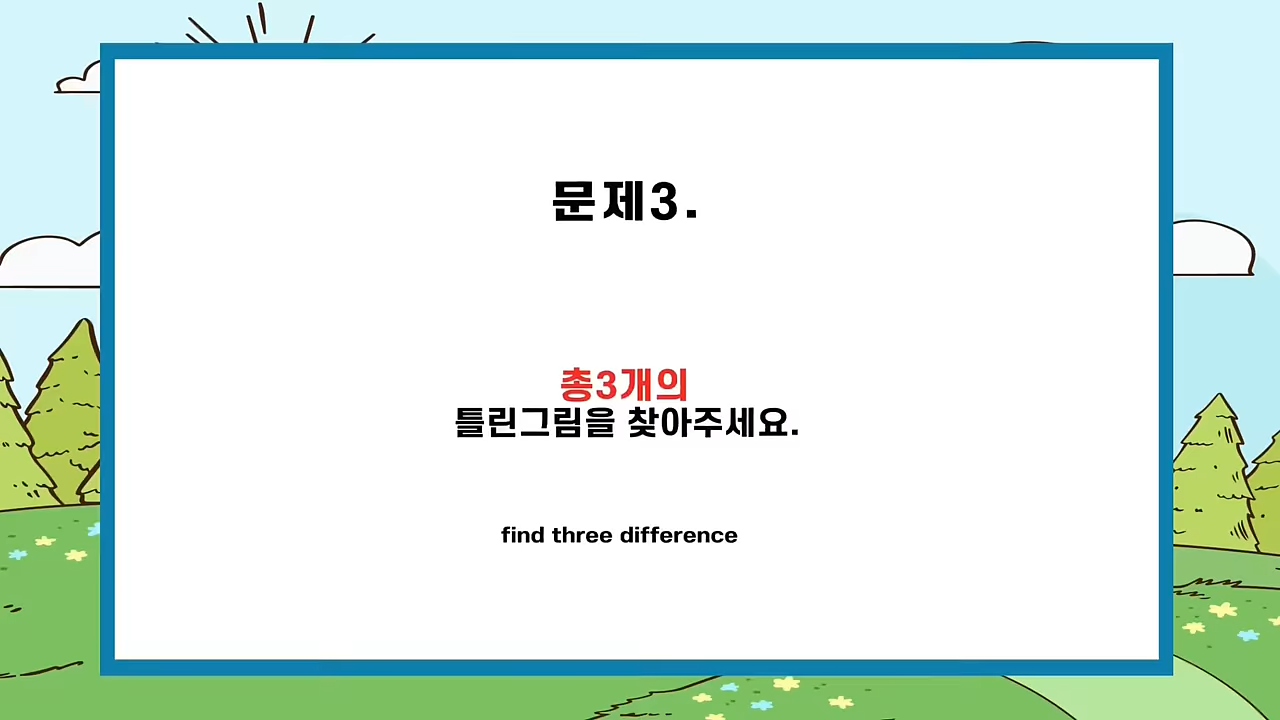 문제3.
총3개의
틀린그림을 찾아주세요.
find three difference